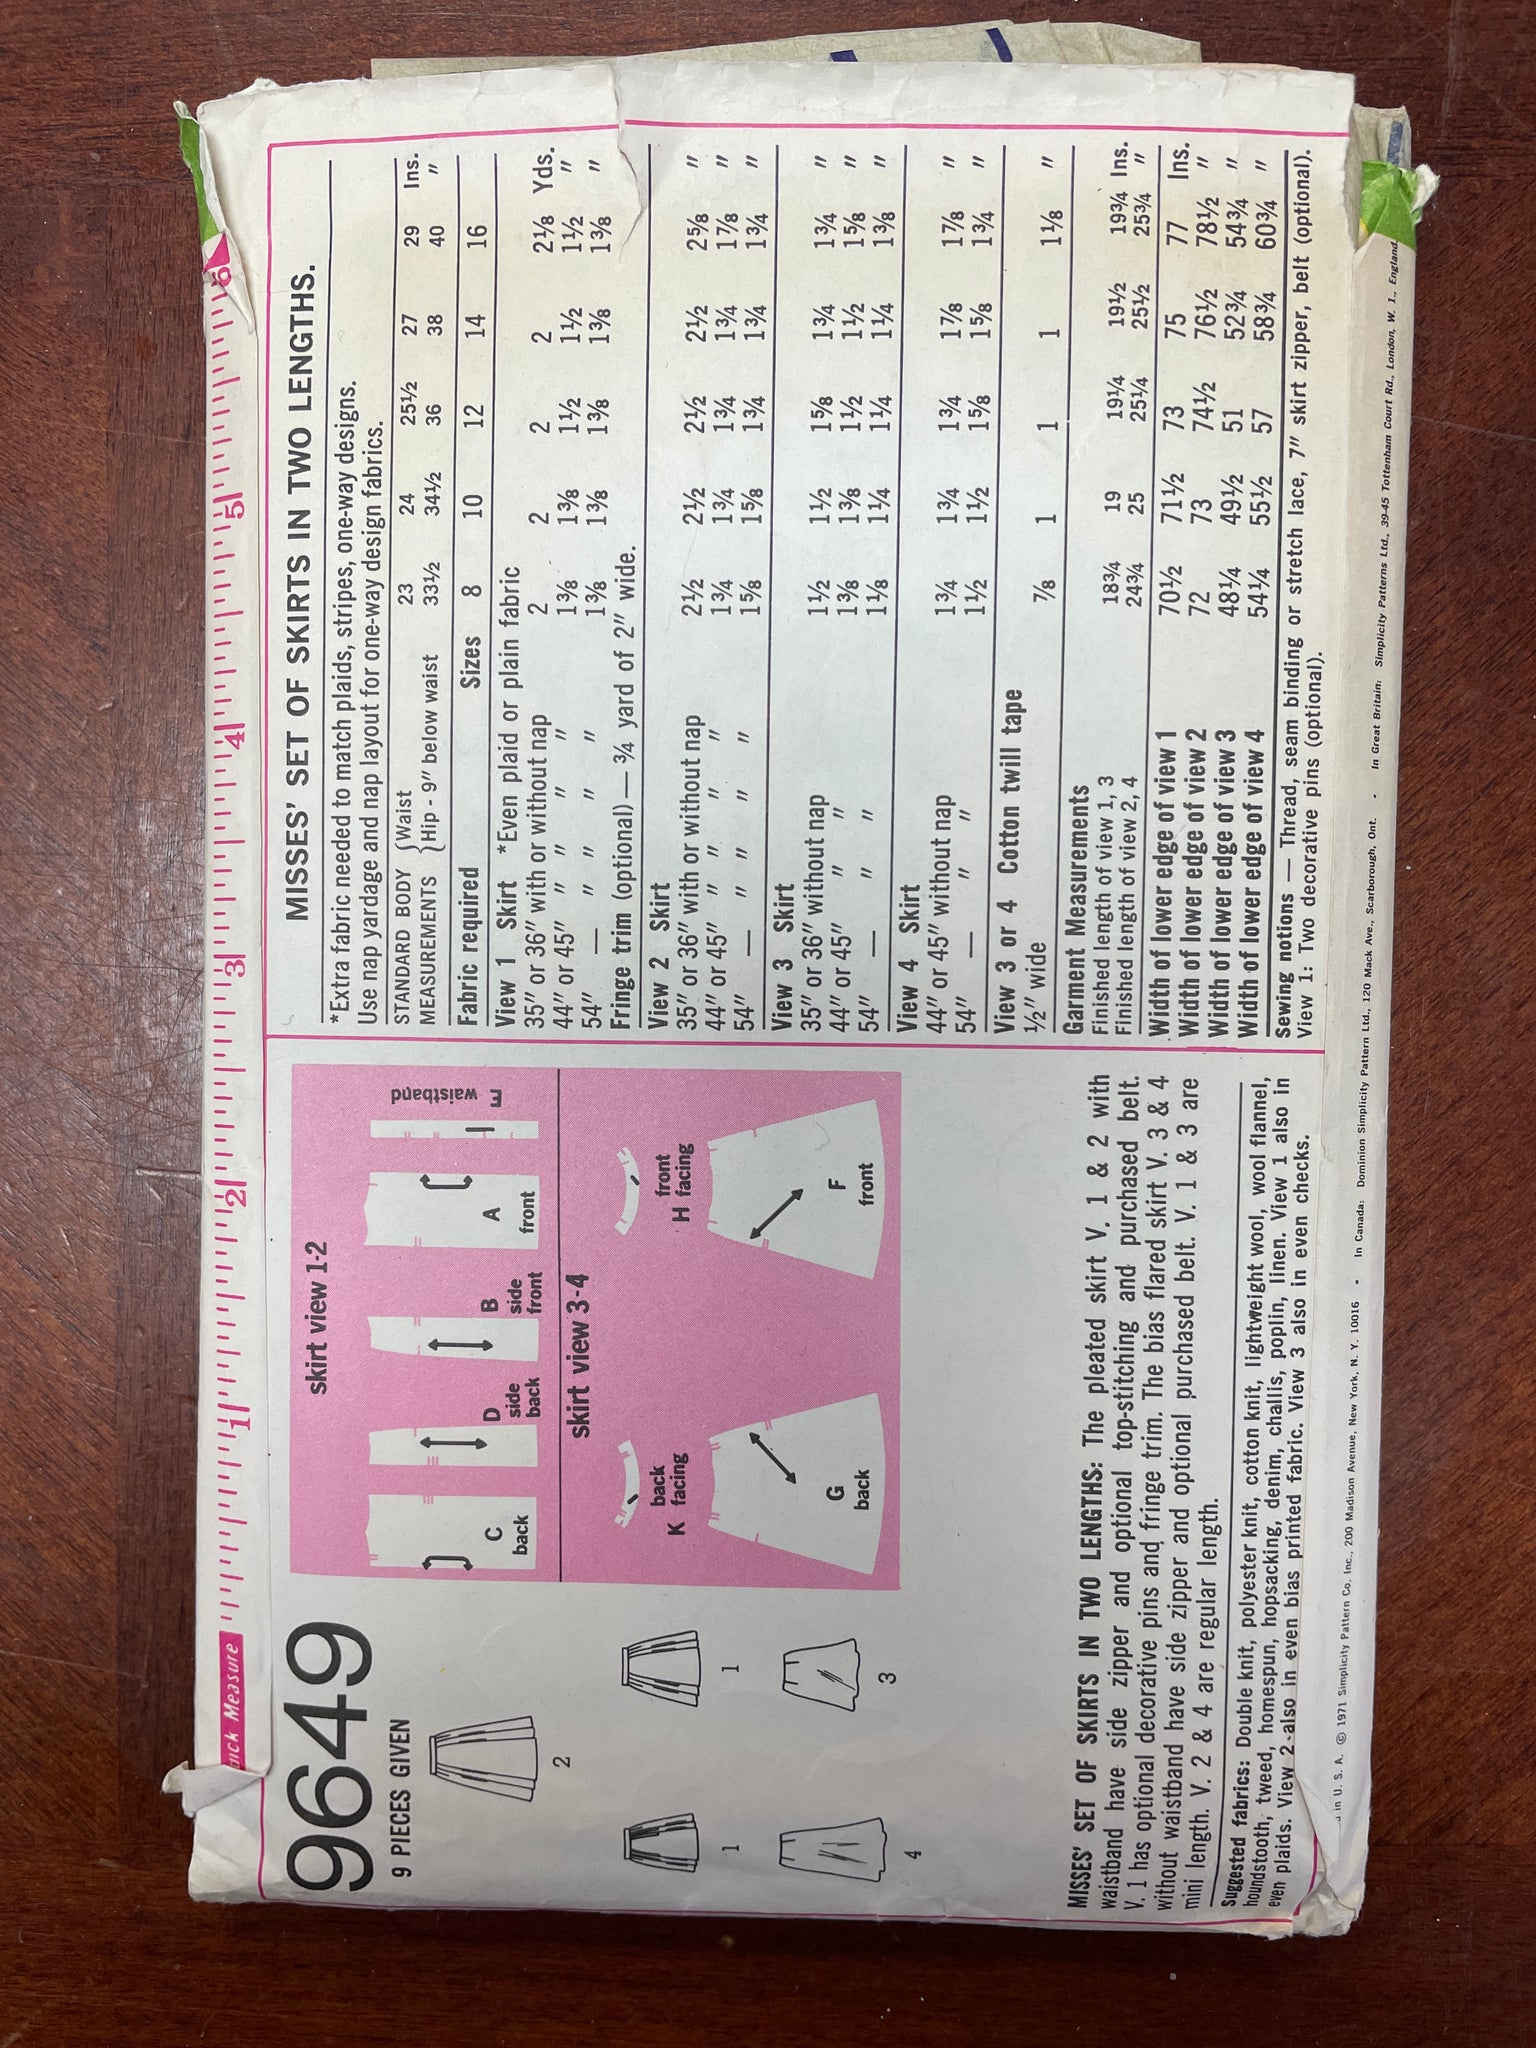 9649
9 PIECES GIVEN
2
1
1
4
3
skirt view 1-2
C
back
D
side
back
B
side
front
A
front
E
waistband
skirt view 3-4
K
back
facing
H
front
facing
G
back
F
front
MISSES' SET OF SKIRTS IN TWO LENGTHS: The pleated skirt V. 1 & 2 with
waistband have side zipper and optional top-stitching and purchased belt.
V. 1 has optional decorative pins and fringe trim. The bias flared skirt V. 3 & 4
without waistband have side zipper and optional purchased belt. V. 1 & 3 are
mini length. V. 2 & 4 are regular length.
Suggested fabrics: Double knit, polyester knit, cotton knit, lightweight wool, wool flannel,
houndstooth, tweed, homespun, hopsacking, denim, challis, poplin, linen. View 1 also in
even plaids. View 2 also in even bias printed fabric. View 3 also in even checks.
Measure 1 2 3 4 5 6
MISSES' SET OF SKIRTS IN TWO LENGTHS.
*Extra fabric needed to match plaids, stripes, one-way designs.
Use nap yardage and nap layout for one-way design fabrics.
STANDARD BODY {Waist 23 24 25½ 27 29 Ins.
MEASUREMENTS {Hip - 9" below waist 33½ 34½ 36 38 40 "
Fabric required Sizes 8 10 12 14 16
View 1 Skirt *Even plaid or plain fabric
35" or 36" with or without nap 2 2 2 2 2⅛ Yds.
44" or 45" " " " " 1⅜ 1⅜ 1½ 1½ 1½ "
54" — " " " " 1⅜ 1⅜ 1⅜ 1⅜ 1⅜ "
Fringe trim (optional) — ¾ yard of 2" wide.
View 2 Skirt
35" or 36" with or without nap 2½ 2½ 2½ 2½ 2⅝ "
44" or 45" " " " " 1¾ 1¾ 1¾ 1¾ 1⅞ "
54" — " " " " 1⅝ 1⅝ 1¾ 1¾ 1¾ "
View 3 Skirt
35" or 36" without nap 1½ 1½ 1⅝ 1¾ 1¾ "
44" or 45" " " 1⅜ 1⅜ 1½ 1½ 1⅝ "
54" — " " 1⅛ 1¼ 1¼ 1¼ 1⅜ "
View 4 Skirt
44" or 45" without nap 1¾ 1¾ 1¾ 1⅞ 1⅞ "
54" — " " 1½ 1½ 1⅝ 1⅝ 1¾ "
View 3 or 4 Cotton twill tape
½" wide ⅞ 1 1 1 1⅛ "
Garment Measurements
Finished length of view 1, 3 18¾ 19 19¼ 19½ 19¾ Ins.
Finished length of view 2, 4 24¾ 25 25¼ 25½ 25¾ "
Width of lower edge of view 1 70½ 71½ 73 75 77 Ins.
Width of lower edge of view 2 72 73 74½ 76½ 78½ "
Width of lower edge of view 3 48¼ 49½ 51 52¾ 54¾ "
Width of lower edge of view 4 54¼ 55½ 57 58¾ 60¾ "
Sewing notions — Thread, seam binding or stretch lace, 7" skirt zipper, belt (optional).
View 1: Two decorative pins (optional).
in U. S. A. © 1971 Simplicity Pattern Co. Inc., 200 Madison Avenue, New York, N. Y. 10016 • In Canada: Dominion Simplicity Pattern Ltd., 120 Mack Ave., Scarborough, Ont. • In Great Britain: Simplicity Patterns Ltd., 39-45 Tottenham Court Rd., London, W. 1., England.